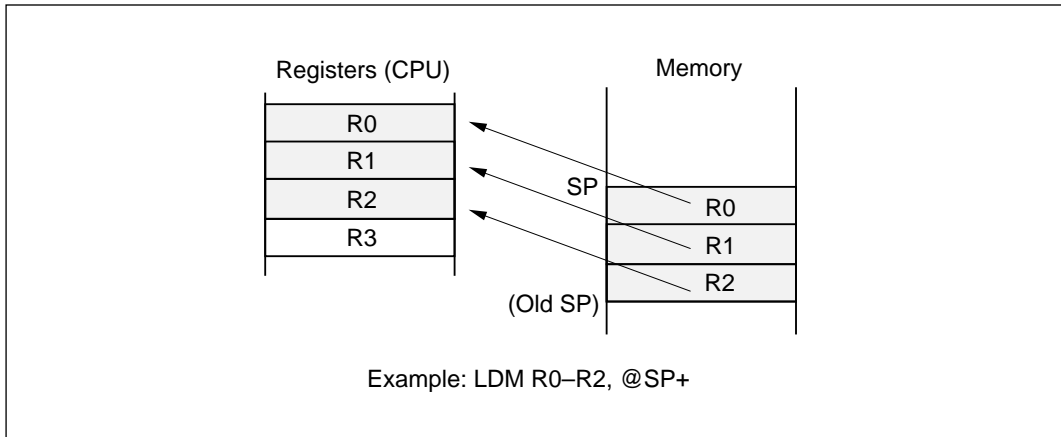 Registers (CPU)
Memory
R0
R1
R2
R3
SP
R0
R1
R2
(Old SP)
Example: LDM R0–R2, @SP+